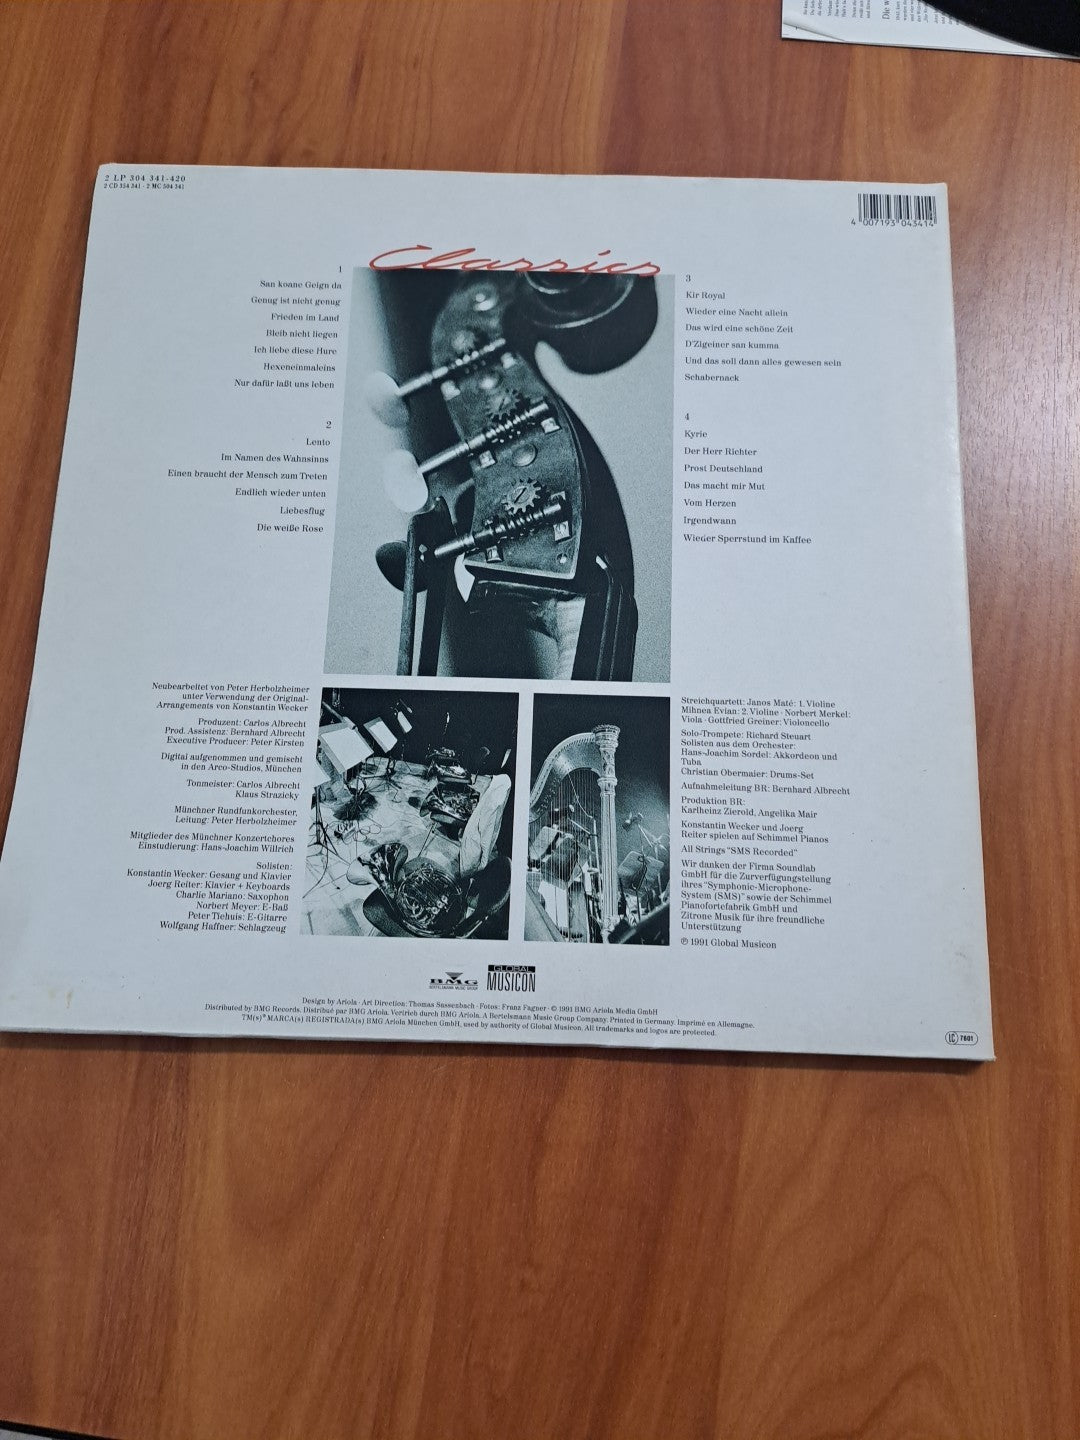 2 LP 304 341-420
2 CD 354 341 · 2 MC 504 341
4 007193 043414
Classics
1
San koane Geign da
Genug ist nicht genug
Frieden im Land
Bleib nicht liegen
Ich liebe diese Hure
Hexeneinmaleins
Nur dafür laßt uns leben
2
Lento
Im Namen des Wahnsinns
Einen braucht der Mensch zum Treten
Endlich wieder unten
Liebesflug
Die weiße Rose
3
Kir Royal
Wieder eine Nacht allein
Das wird eine schöne Zeit
D'Zigeiner san kumma
Und das soll dann alles gewesen sein
Schabernack
4
Kyrie
Der Herr Richter
Prost Deutschland
Das macht mir Mut
Vom Herzen
Irgendwann
Wieder Sperrstund im Kaffee
Neubearbeitet von Peter Herbolzheimer
unter Verwendung der Original-
Arrangements von Konstantin Wecker
Produzent: Carlos Albrecht
Prod. Assistenz: Bernhard Albrecht
Executive Producer: Peter Kirsten
Digital aufgenommen und gemischt
in den Arco-Studios, München
Tonmeister: Carlos Albrecht
Klaus Strazicky
Münchner Rundfunkorchester,
Leitung: Peter Herbolzheimer
Mitglieder des Münchner Konzertchores
Einstudierung: Hans-Joachim Willrich
Solisten:
Konstantin Wecker: Gesang und Klavier
Joerg Reiter: Klavier + Keyboards
Charlie Mariano: Saxophon
Norbert Meyer: E-Baß
Peter Tiehuis: E-Gitarre
Wolfgang Haffner: Schlagzeug
Streichquartett: Janos Maté: 1. Violine
Mihnea Evian: 2. Violine · Norbert Merkel:
Viola · Gottfried Greiner: Violoncello
Solo-Trompete: Richard Steuart
Solisten aus dem Orchester:
Hans-Joachim Sordel: Akkordeon und
Tuba
Christian Obermaier: Drums-Set
Aufnahmeleitung BR: Bernhard Albrecht
Produktion BR:
Karlheinz Zierold, Angelika Mair
Konstantin Wecker und Joerg
Reiter spielen auf Schimmel Pianos
All Strings "SMS Recorded"
Wir danken der Firma Soundlab
GmbH für die Zurverfügungstellung
ihres "Symphonie-Microphone-
System (SMS)" sowie der Schimmel
Pianofortefabrik GmbH und
Zitrone Musik für ihre freundliche
Unterstützung
℗ 1991 Global Musicon
BMG
BERTELSMANN MUSIC GROUP
GLOBAL
MUSICON
Design by Ariola · Art Direction: Thomas Sassenbach · Fotos: Franz Fagner · © 1991 BMG Ariola Media GmbH
Distributed by BMG Records. Distribué par BMG Ariola. Vertrieb durch BMG Ariola. A Bertelsmann Music Group Company. Printed in Germany. Imprimé en Allemagne.
TM(s)® MARCA(s) REGISTRADA(s) BMG Ariola München GmbH, used by authority of Global Musicon. All trademarks and logos are protected.
LC 7601